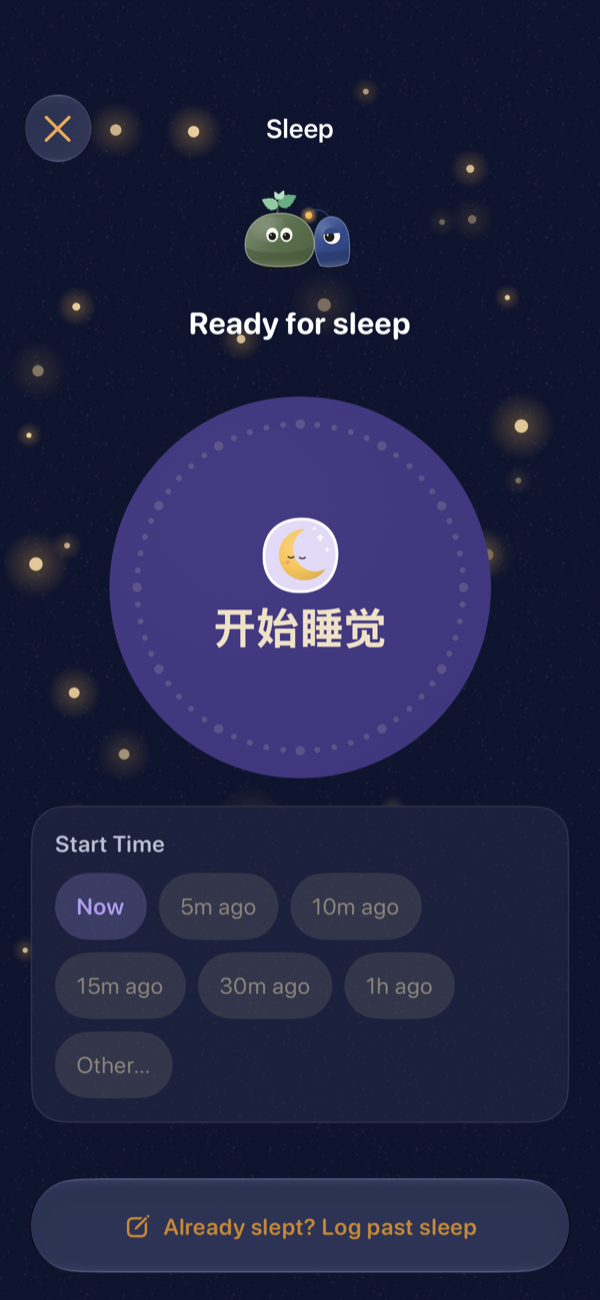 Sleep
Ready for sleep
开始睡觉
Start Time
Now
5m ago
10m ago
15m ago
30m ago
1h ago
Other...
Already slept? Log past sleep